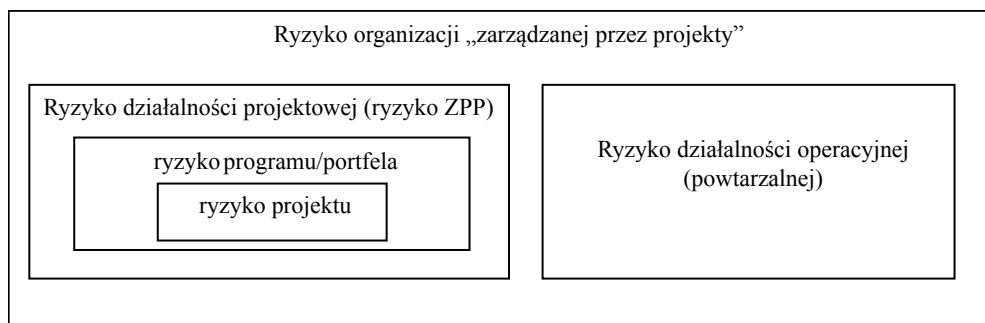 Ryzyko organizacji „zarządzanej przez projekty”
Ryzyko działalności projektowej (ryzyko ZPP)
ryzyko programu/portfela
ryzyko projektu
Ryzyko działalności operacyjnej
(powtarzalnej)